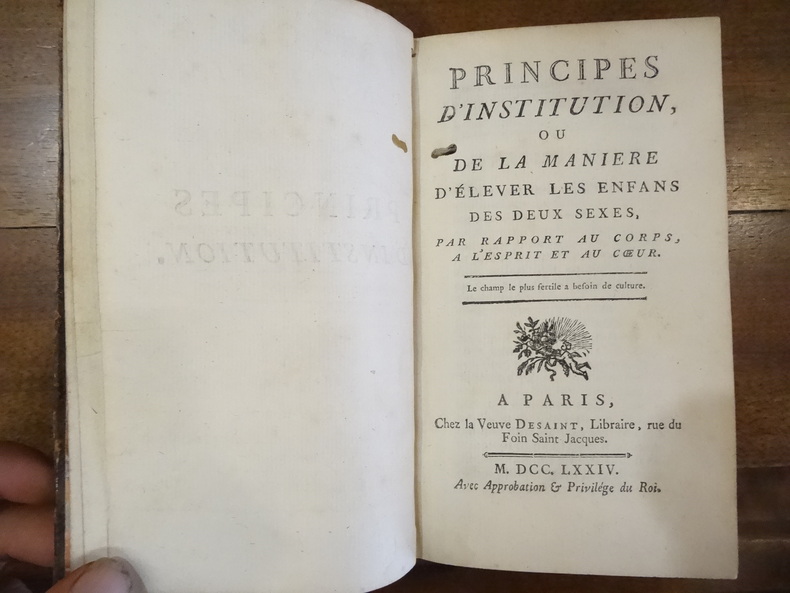 PRINCIPES
D'INSTITUTION,
OU
DE LA MANIERE
D'ÉLEVER LES ENFANS
DES DEUX SEXES,
PAR RAPPORT AU CORPS,
A L'ESPRIT ET AU CŒUR.
Le champ le plus fertile a beſoin de culture.
A PARIS,
Chez la Veuve DESAINT, Libraire, rue du
Foin Saint Jacques.
M. DCC. LXXIV.
Avec Approbation & Privilége du Roi.
PRINCIPES
D'INSTITUTION.